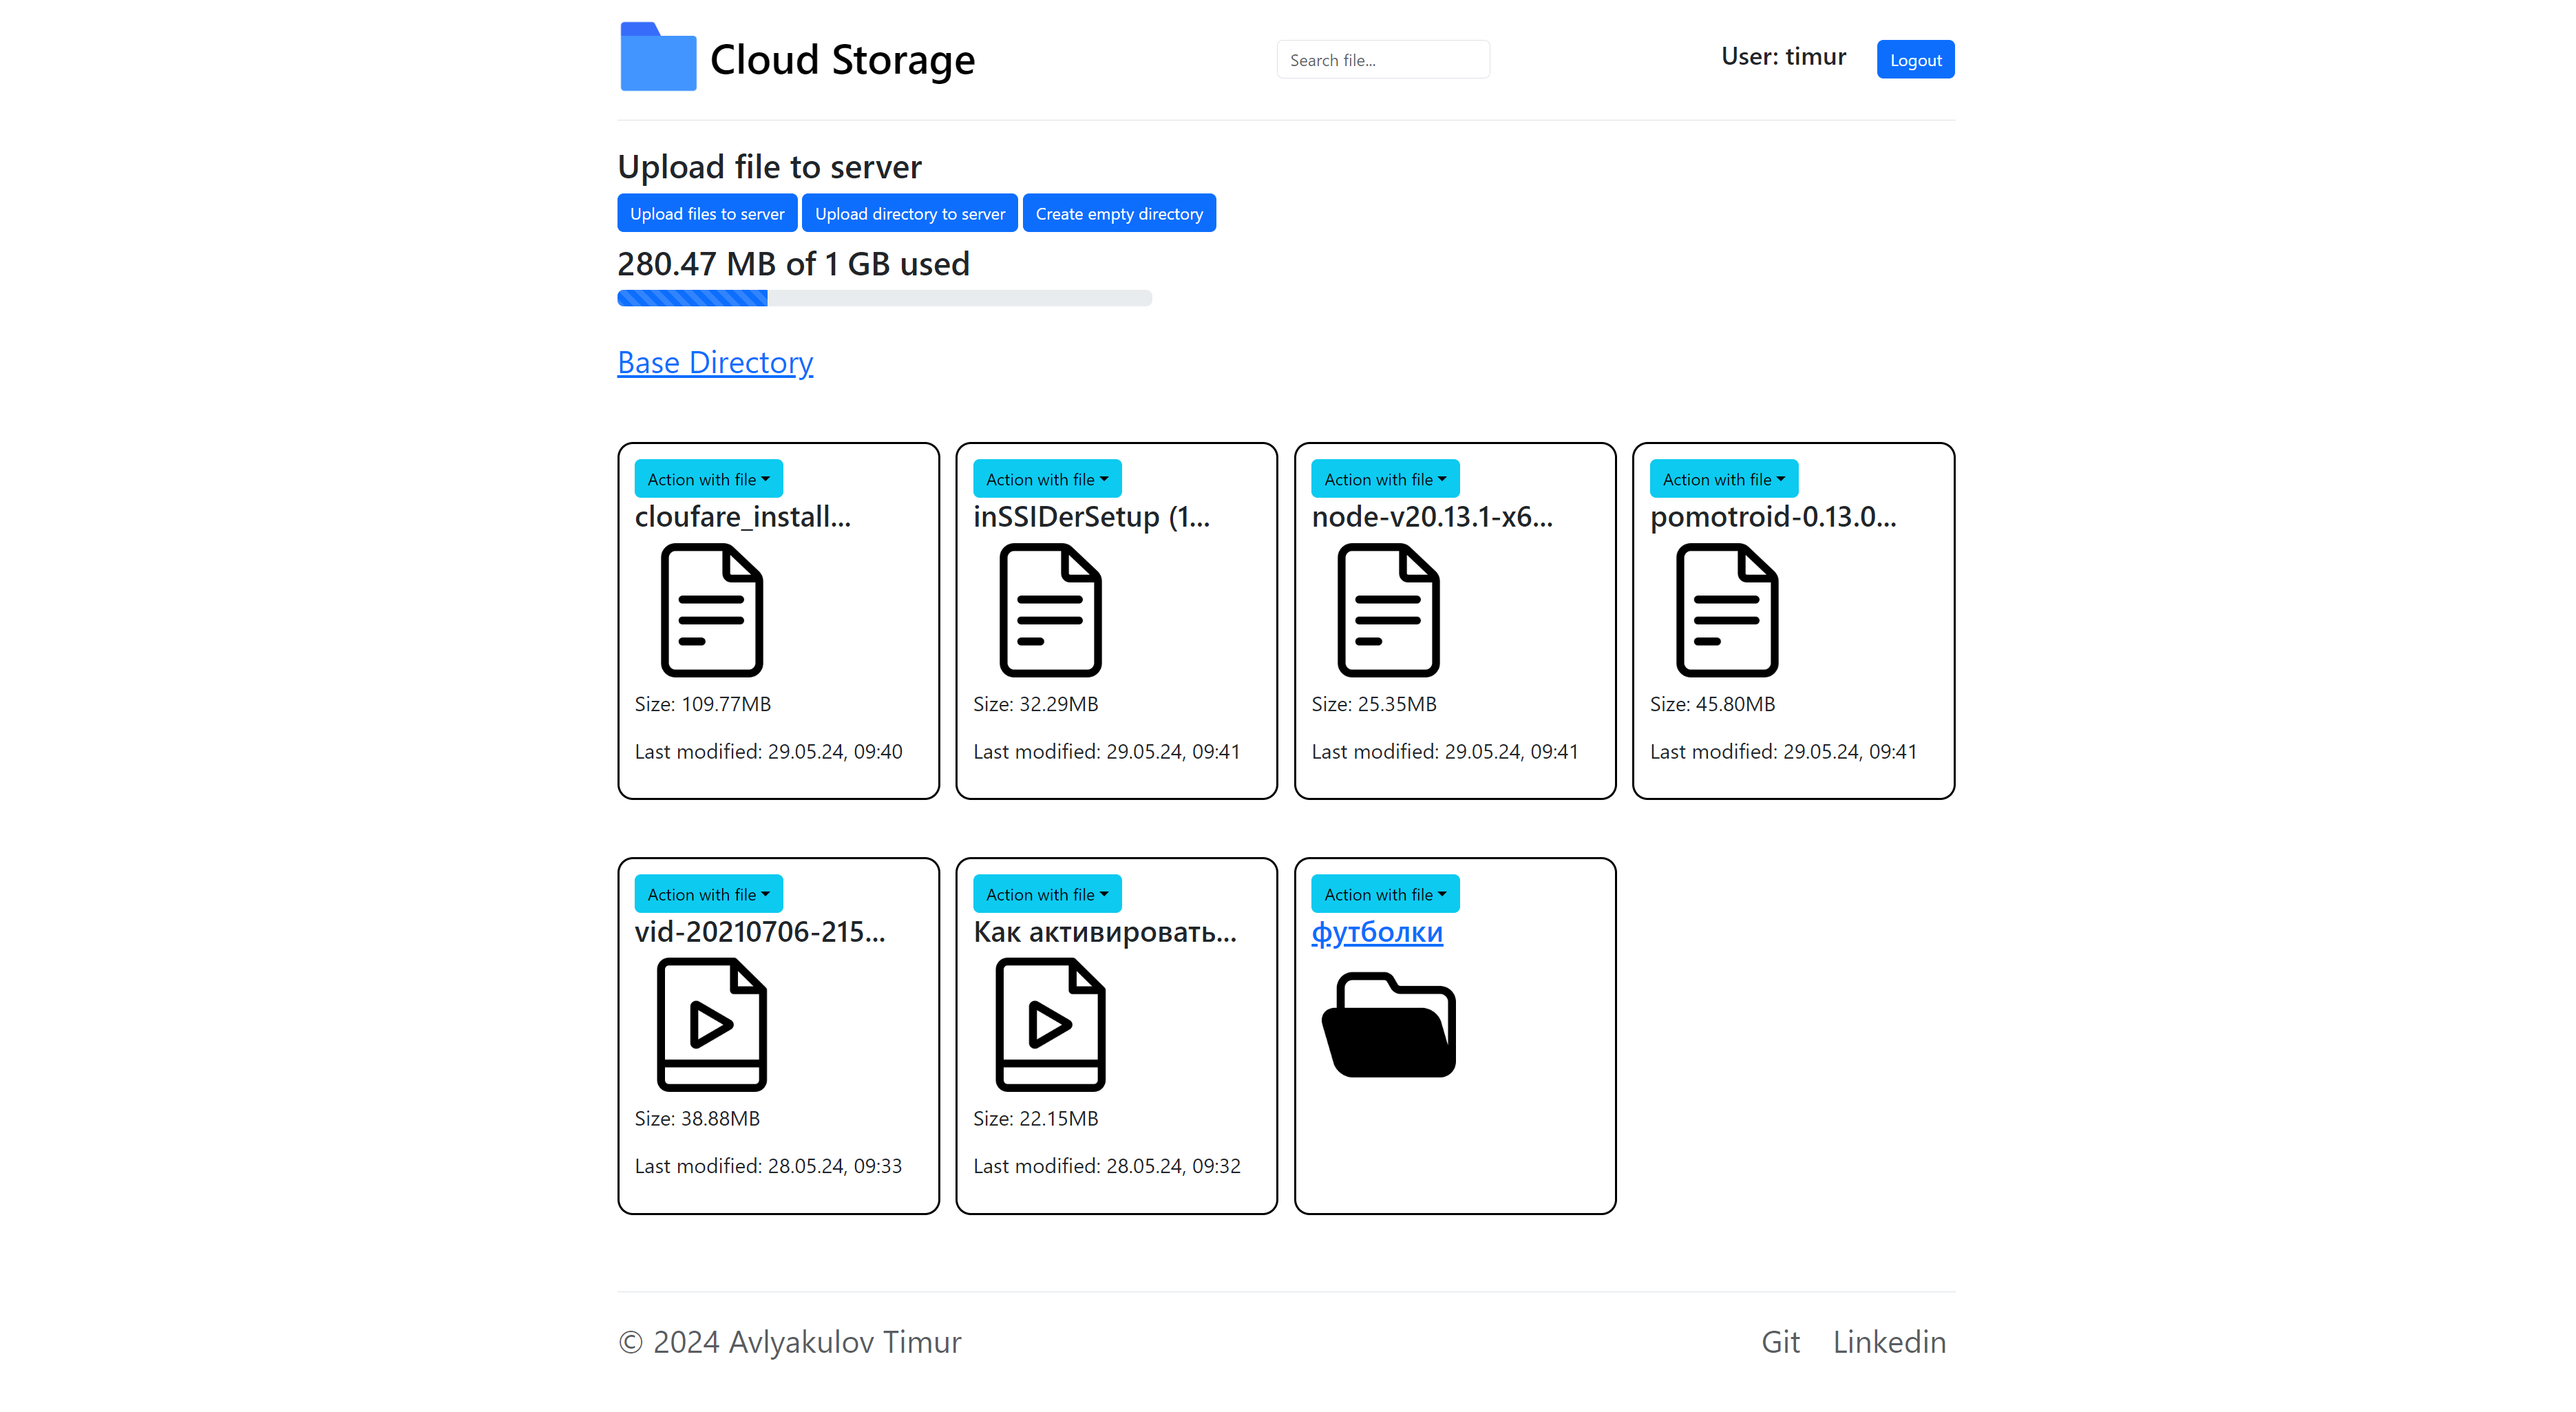 Cloud Storage
Search file...
User: timur
Logout
Upload file to server
Upload files to server
Upload directory to server
Create empty directory
280.47 MB of 1 GB used
Base Directory
Action with file
cloufare_install...
Size: 109.77MB
Last modified: 29.05.24, 09:40
Action with file
inSSIDerSetup (1...
Size: 32.29MB
Last modified: 29.05.24, 09:41
Action with file
node-v20.13.1-x6...
Size: 25.35MB
Last modified: 29.05.24, 09:41
Action with file
pomotroid-0.13.0...
Size: 45.80MB
Last modified: 29.05.24, 09:41
Action with file
vid-20210706-215...
Size: 38.88MB
Last modified: 28.05.24, 09:33
Action with file
Как активировать...
Size: 22.15MB
Last modified: 28.05.24, 09:32
Action with file
футболки
© 2024 Avlyakulov Timur
Git
Linkedin